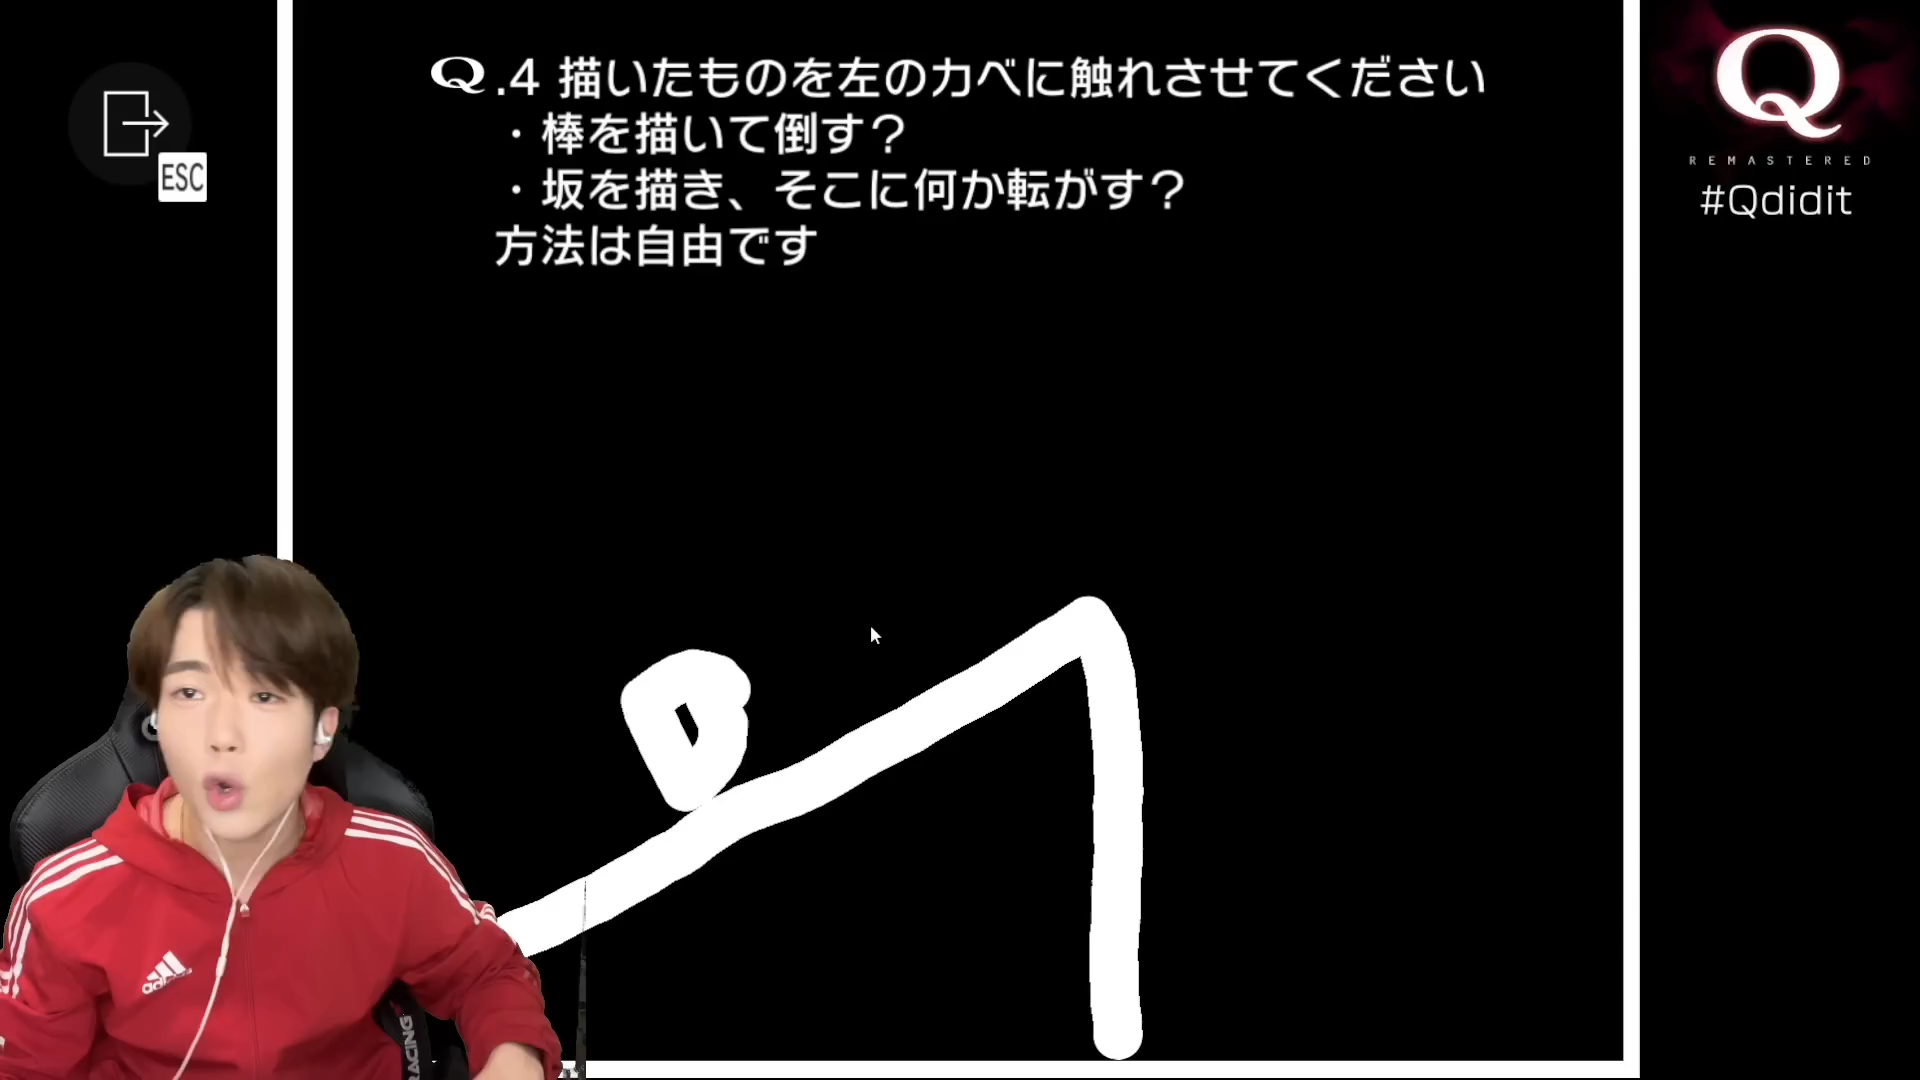 Q.4 描いたものを左のカベに触れさせてください
・棒を描いて倒す？
・坂を描き、そこに何か転がす？
方法は自由です
ESC
Q
REMASTERED
#Qdidit
adidas
RACING